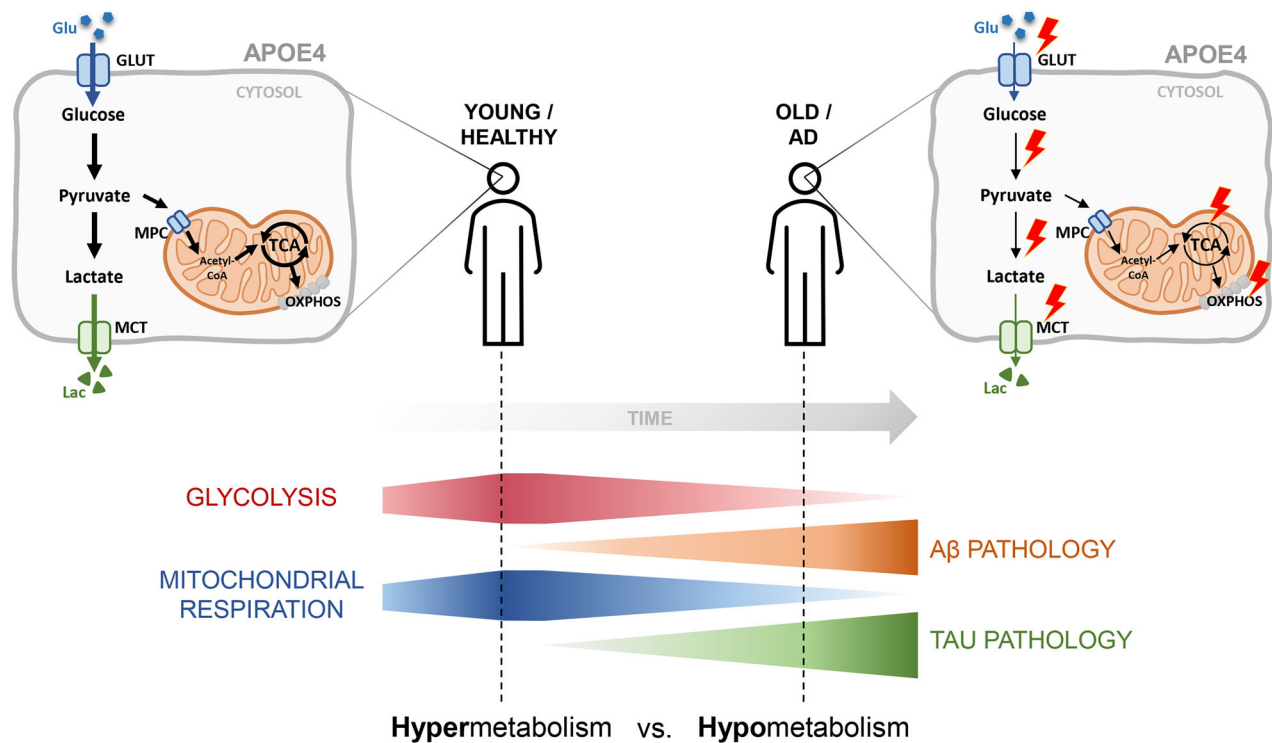 Glu
GLUT
APOE4
CYTOSOL
Glucose
Pyruvate
MPC
Acetyl-
CoA
TCA
Lactate
OXPHOS
MCT
Lac
YOUNG /
HEALTHY
OLD /
AD
Glu
GLUT
APOE4
CYTOSOL
Glucose
Pyruvate
MPC
Acetyl-
CoA
TCA
Lactate
OXPHOS
MCT
Lac
TIME
GLYCOLYSIS
Aβ PATHOLOGY
MITOCHONDRIAL
RESPIRATION
TAU PATHOLOGY
Hypermetabolism vs. Hypometabolism